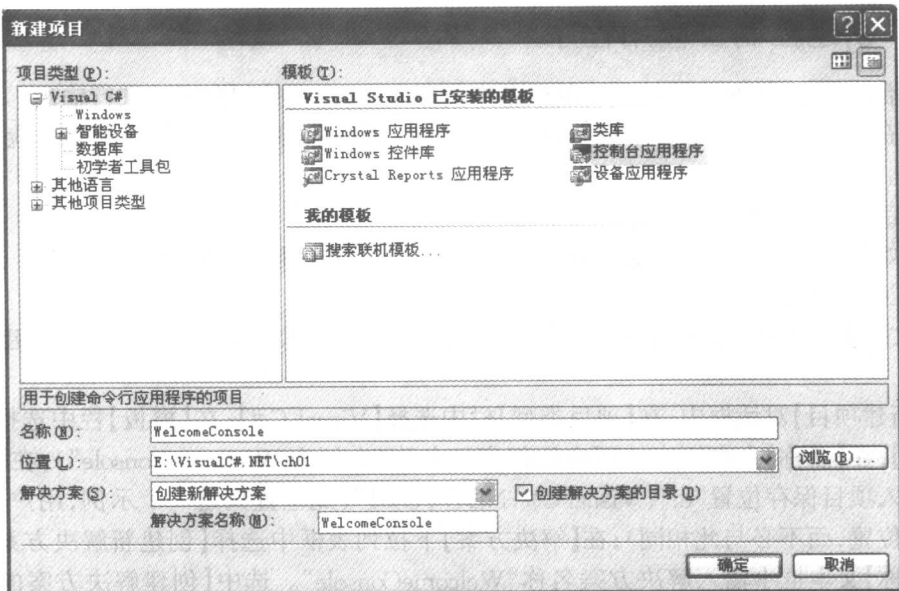 新建项目
项目类型(P):
模板(T):
Visual C#
Windows
智能设备
数据库
初学者工具包
其他语言
其他项目类型
Visual Studio 已安装的模板
Windows 应用程序
类库
Windows 控件库
控制台应用程序
Crystal Reports 应用程序
设备应用程序
我的模板
搜索联机模板...
用于创建命令行应用程序的项目
名称(N):
WelcomeConsole
位置(L):
E:\VisualC#.NET\ch01
浏览(B)...
解决方案(S):
创建新解决方案
创建解决方案的目录(D)
解决方案名称(M):
WelcomeConsole
确定
取消